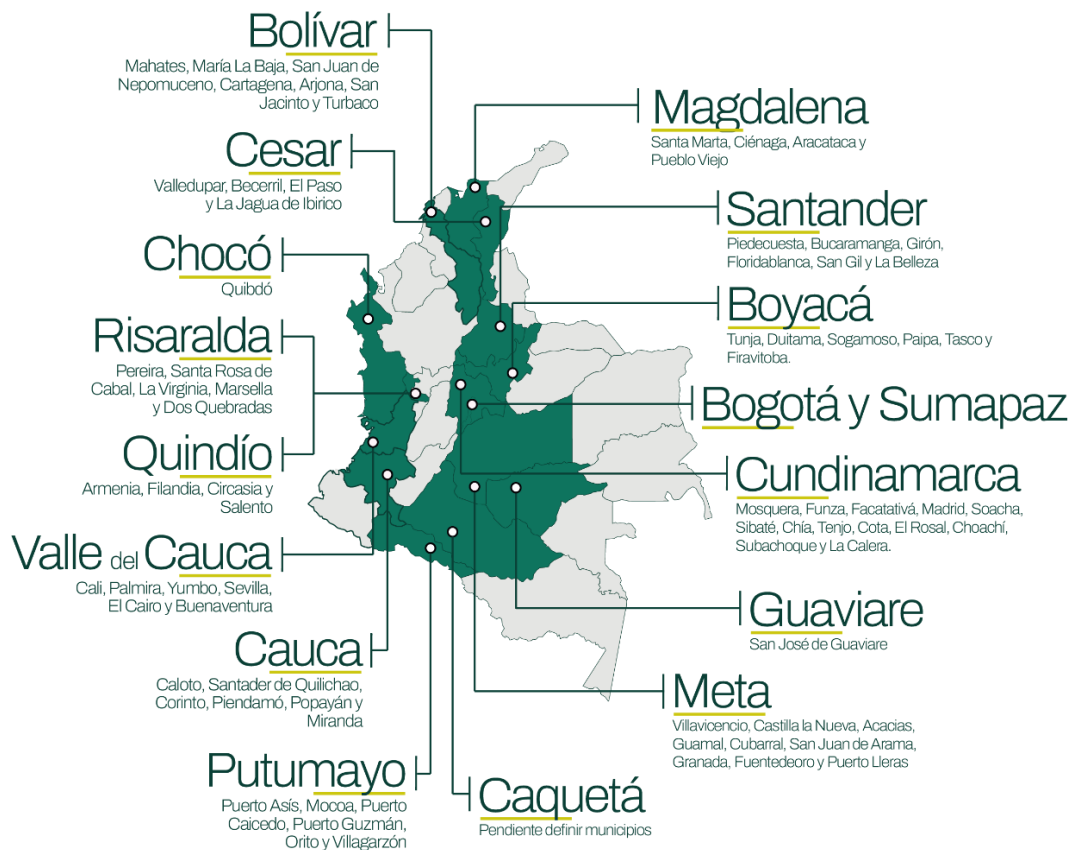 Bolívar
Mahates, María La Baja, San Juan de
Nepomuceno, Cartagena, Arjona, San
Jacinto y Turbaco
Cesar
Valledupar, Becerril, El Paso
y La Jagua de Ibirico
Chocó
Quibdó
Risaralda
Pereira, Santa Rosa de
Cabal, La Virginia, Marsella
y Dos Quebradas
Quindío
Armenia, Filandia, Circasia y
Salento
Valle del Cauca
Cali, Palmira, Yumbo, Sevilla,
El Cairo y Buenaventura
Cauca
Caloto, Santader de Quilichao,
Corinto, Piendamó, Popayán y
Miranda
Putumayo
Puerto Asís, Mocoa, Puerto
Caicedo, Puerto Guzmán,
Orito y Villagarzón
Magdalena
Santa Marta, Ciénaga, Aracataca y
Pueblo Viejo
Santander
Piedecuesta, Bucaramanga, Girón,
Floridablanca, San Gil y La Belleza
Boyacá
Tunja, Duitama, Sogamoso, Paipa, Tasco y
Firavitoba.
Bogotá y Sumapaz
Cundinamarca
Mosquera, Funza, Facatativá, Madrid, Soacha,
Sibaté, Chía, Tenjo, Cota, El Rosal, Choachí,
Subachoque y La Calera.
Guaviare
San José de Guaviare
Meta
Villavicencio, Castilla la Nueva, Acacias,
Guamal, Cubarral, San Juan de Arama,
Granada, Fuentedeoro y Puerto Lleras
Caquetá
Pendiente definir municipios